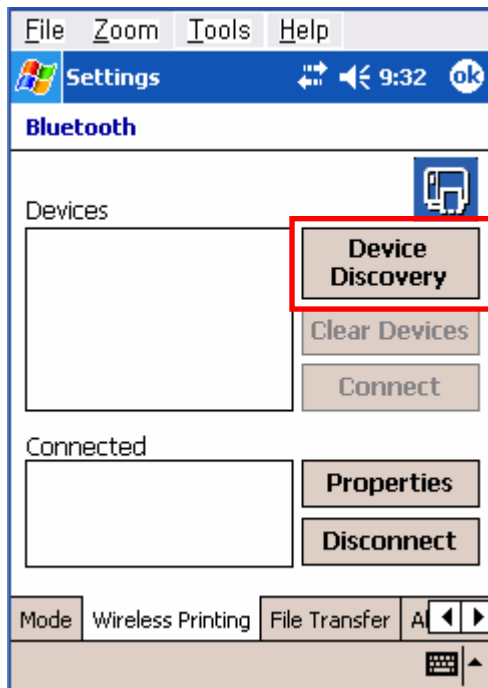 File Zoom Tools Help
Settings 9:32 ok
Bluetooth
Devices
Device
Discovery
Clear Devices
Connect
Connected
Properties
Disconnect
Mode Wireless Printing File Transfer